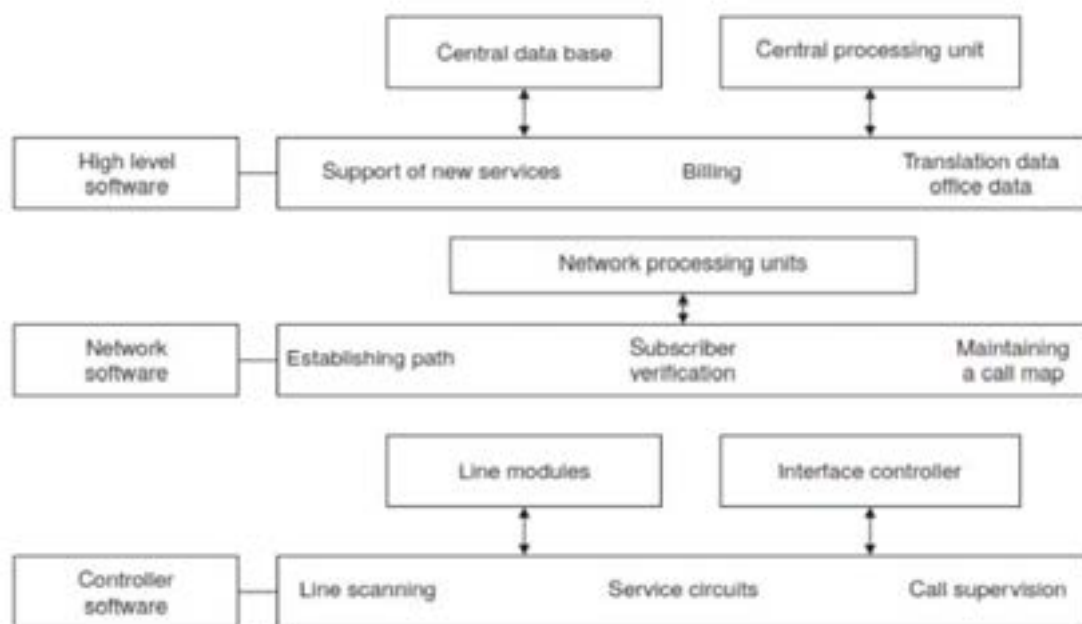 Central data base
Central processing unit
High level
software
Support of new services
Billing
Translation data
office data
Network processing units
Network
software
Establishing path
Subscriber
verification
Maintaining
a call map
Line modules
Interface controller
Controller
software
Line scanning
Service circuits
Call supervision